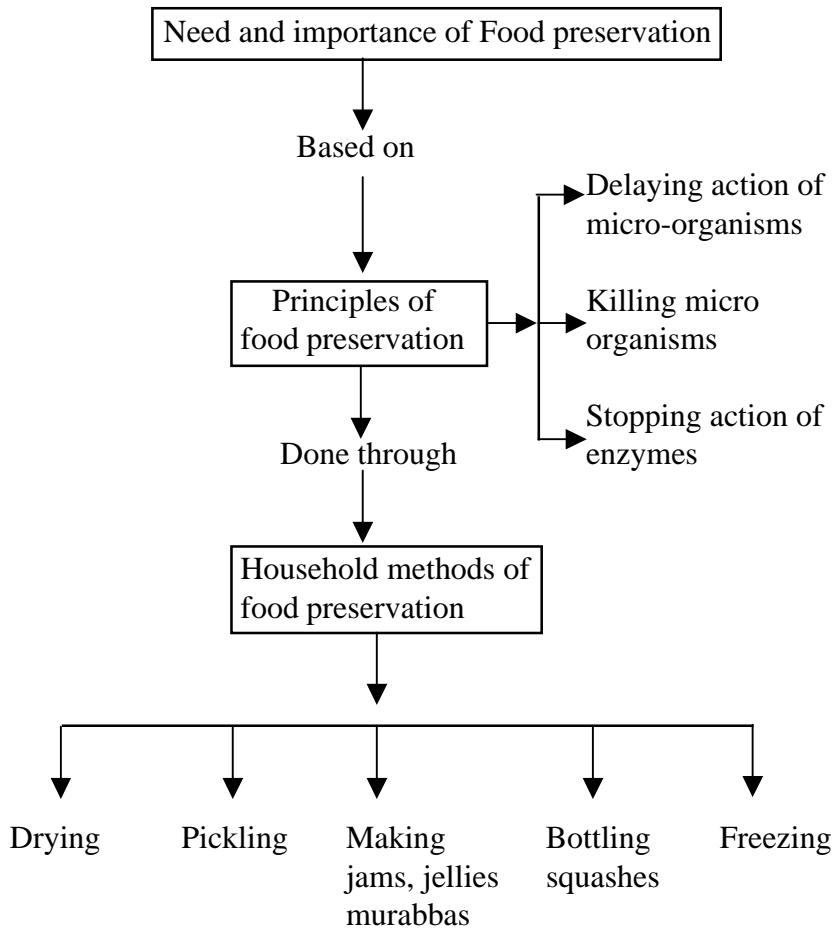 Need and importance of Food preservation
Based on
Delaying action of
micro-organisms
Principles of
food preservation
Killing micro
organisms
Stopping action of
enzymes
Done through
Household methods of
food preservation
Drying
Pickling
Making
jams, jellies
murabbas
Bottling
squashes
Freezing